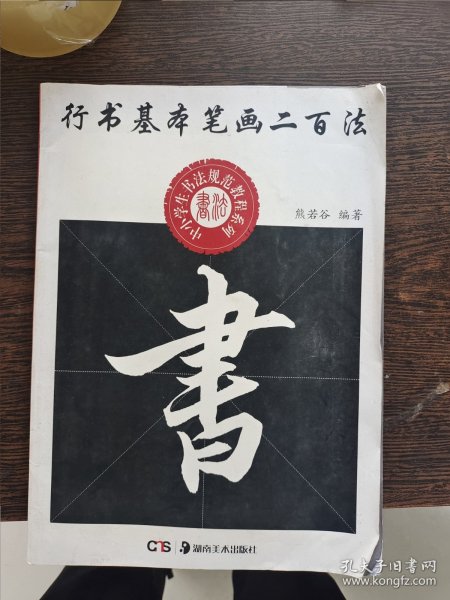 行书基本笔画二百法
中小学生书法规范教程系列
書法
熊若谷 编著
書
CNS 湖南美术出版社
孔夫子旧书网
www.kongfz.com